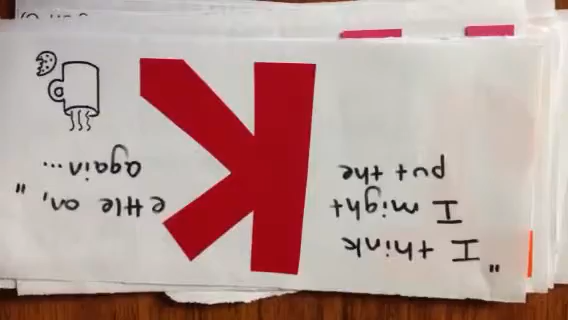 "I think
I might
put the
K
ettle on,"
again...